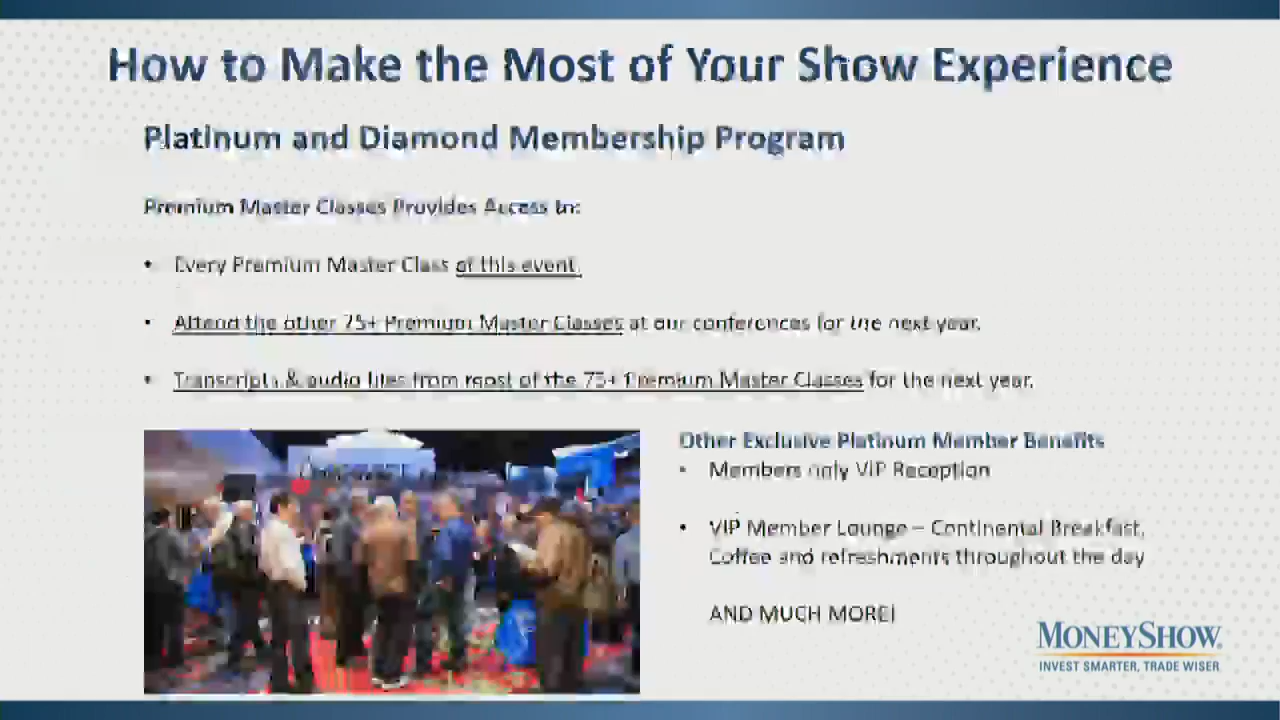 How to Make the Most of Your Show Experience
Platinum and Diamond Membership Program
Premium Master Classes Provides Access to:
• Every Premium Master Class at this event.
• Attend the other 75+ Premium Master Classes at our conferences for the next year.
• Transcripts & audio files from most of the 75+ Premium Master Classes for the next year.
Other Exclusive Platinum Member Benefits
• Members only VIP Reception
• VIP Member Lounge – Continental Breakfast,
Coffee and refreshments throughout the day
AND MUCH MORE!
MONEYSHOW®
INVEST SMARTER, TRADE WISER